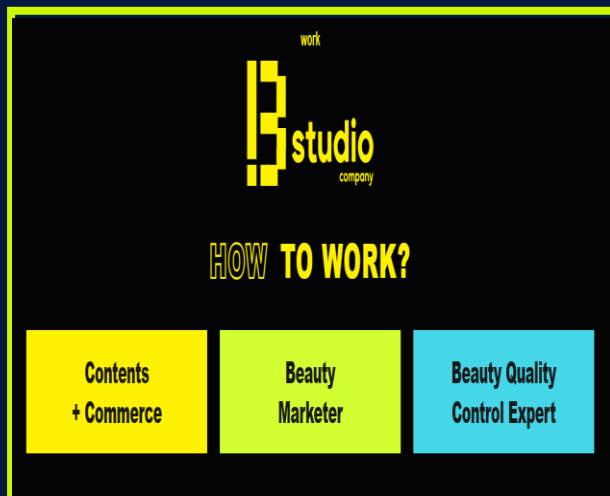 work
B studio
company
HOW TO WORK?
Contents
+ Commerce
Beauty
Marketer
Beauty Quality
Control Expert